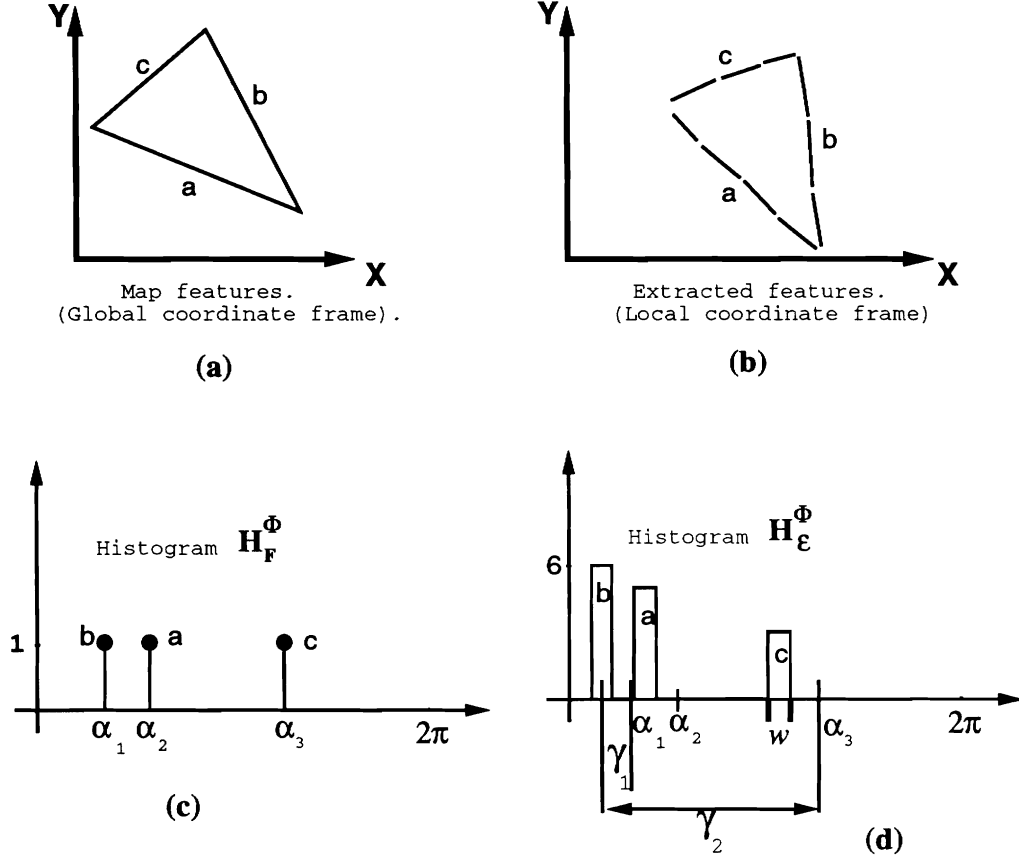 Y
c
b
a
X
Map features.
(Global coordinate frame).
(a)
Y
c
b
a
X
Extracted features.
(Local coordinate frame)
(b)
Histogram H_F^Φ
1
b
a
c
α₁
α₂
α₃
2π
(c)
Histogram H_ε^Φ
6
b
a
c
α₁
α₂
w
α₃
2π
γ₁
γ₂
(d)